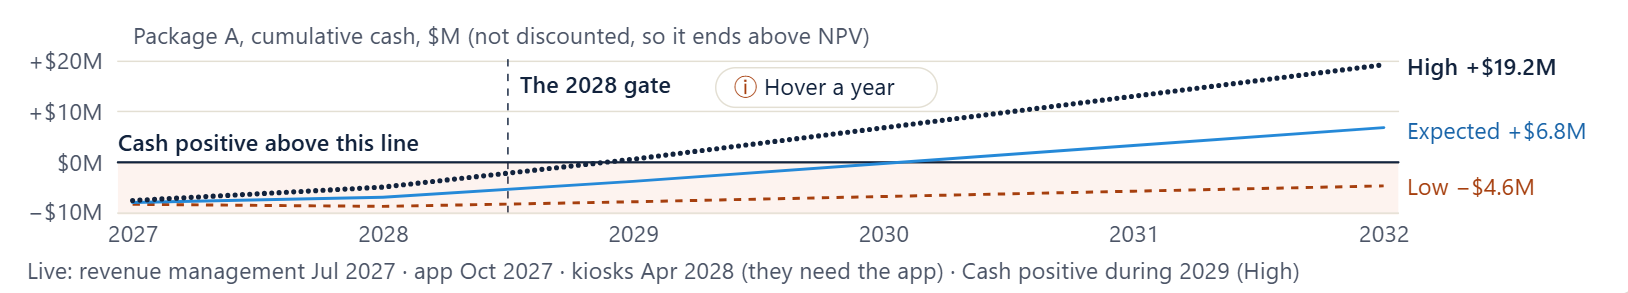 Package A, cumulative cash, $M (not discounted, so it ends above NPV)
+$20M
The 2028 gate
ⓘ Hover a year
High +$19.2M
+$10M
Expected +$6.8M
Cash positive above this line
$0M
Low −$4.6M
−$10M
2027 2028 2029 2030 2031 2032
Live: revenue management Jul 2027 · app Oct 2027 · kiosks Apr 2028 (they need the app) · Cash positive during 2029 (High)